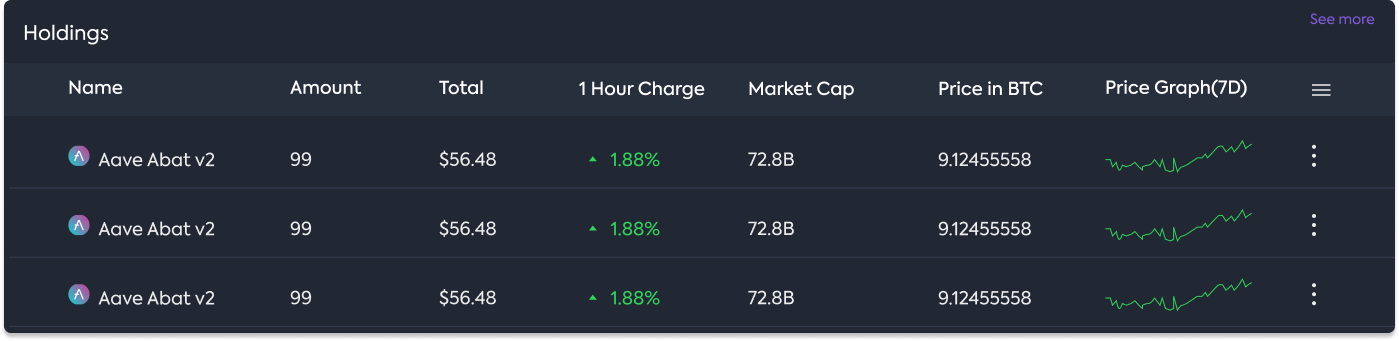 Holdings
See more
Name Amount Total 1 Hour Charge Market Cap Price in BTC Price Graph(7D)
Aave Abat v2 99 $56.48 1.88% 72.8B 9.12455558
Aave Abat v2 99 $56.48 1.88% 72.8B 9.12455558
Aave Abat v2 99 $56.48 1.88% 72.8B 9.12455558